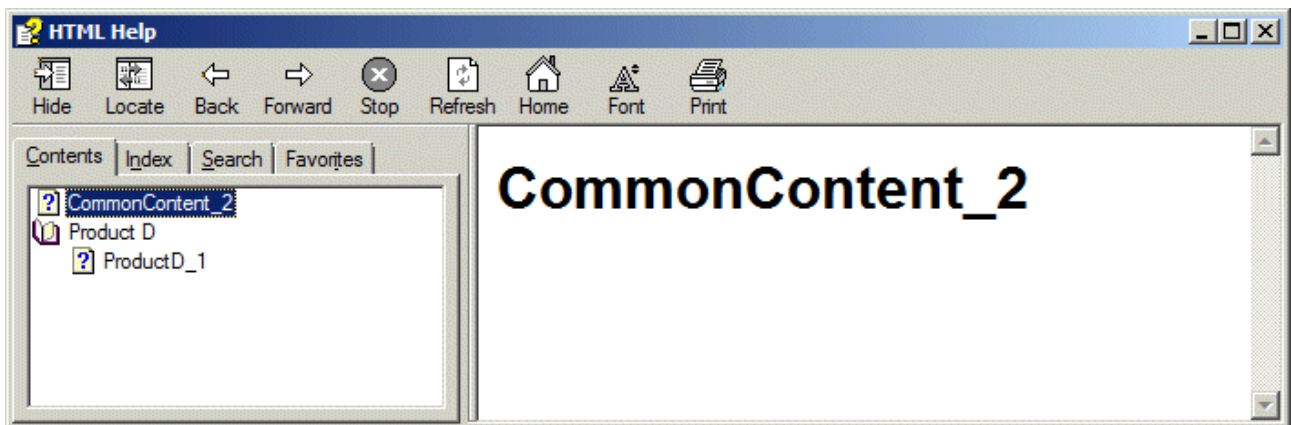 HTML Help
Hide Locate Back Forward Stop Refresh Home Font Print
Contents Index Search Favorites
CommonContent_2
Product D
ProductD_1
CommonContent_2